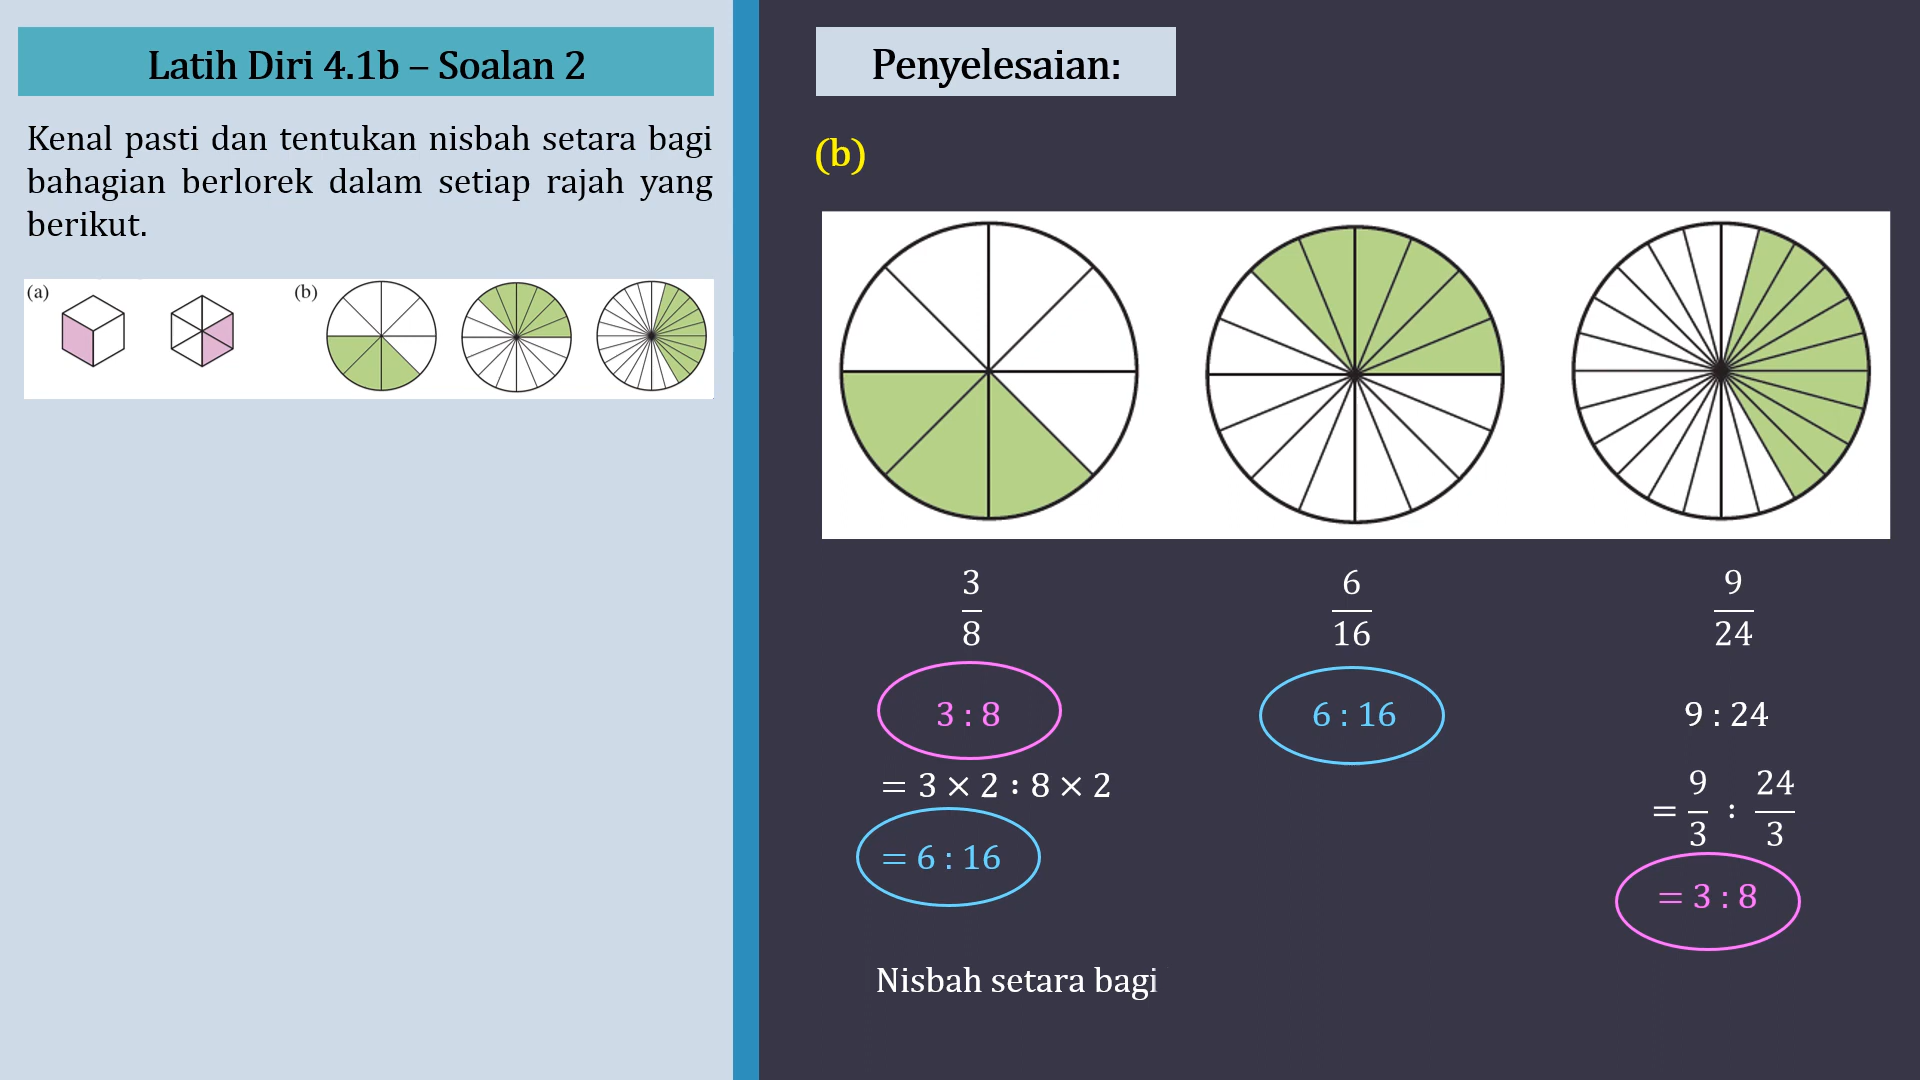 Latih Diri 4.1b – Soalan 2
Kenal pasti dan tentukan nisbah setara bagi
bahagian berlorek dalam setiap rajah yang
berikut.
(a)
(b)
Penyelesaian:
(b)
3/8
6/16
9/24
3 : 8
6 : 16
9 : 24
= 3 × 2 : 8 × 2
= 9/3 : 24/3
= 6 : 16
= 3 : 8
Nisbah setara bagi